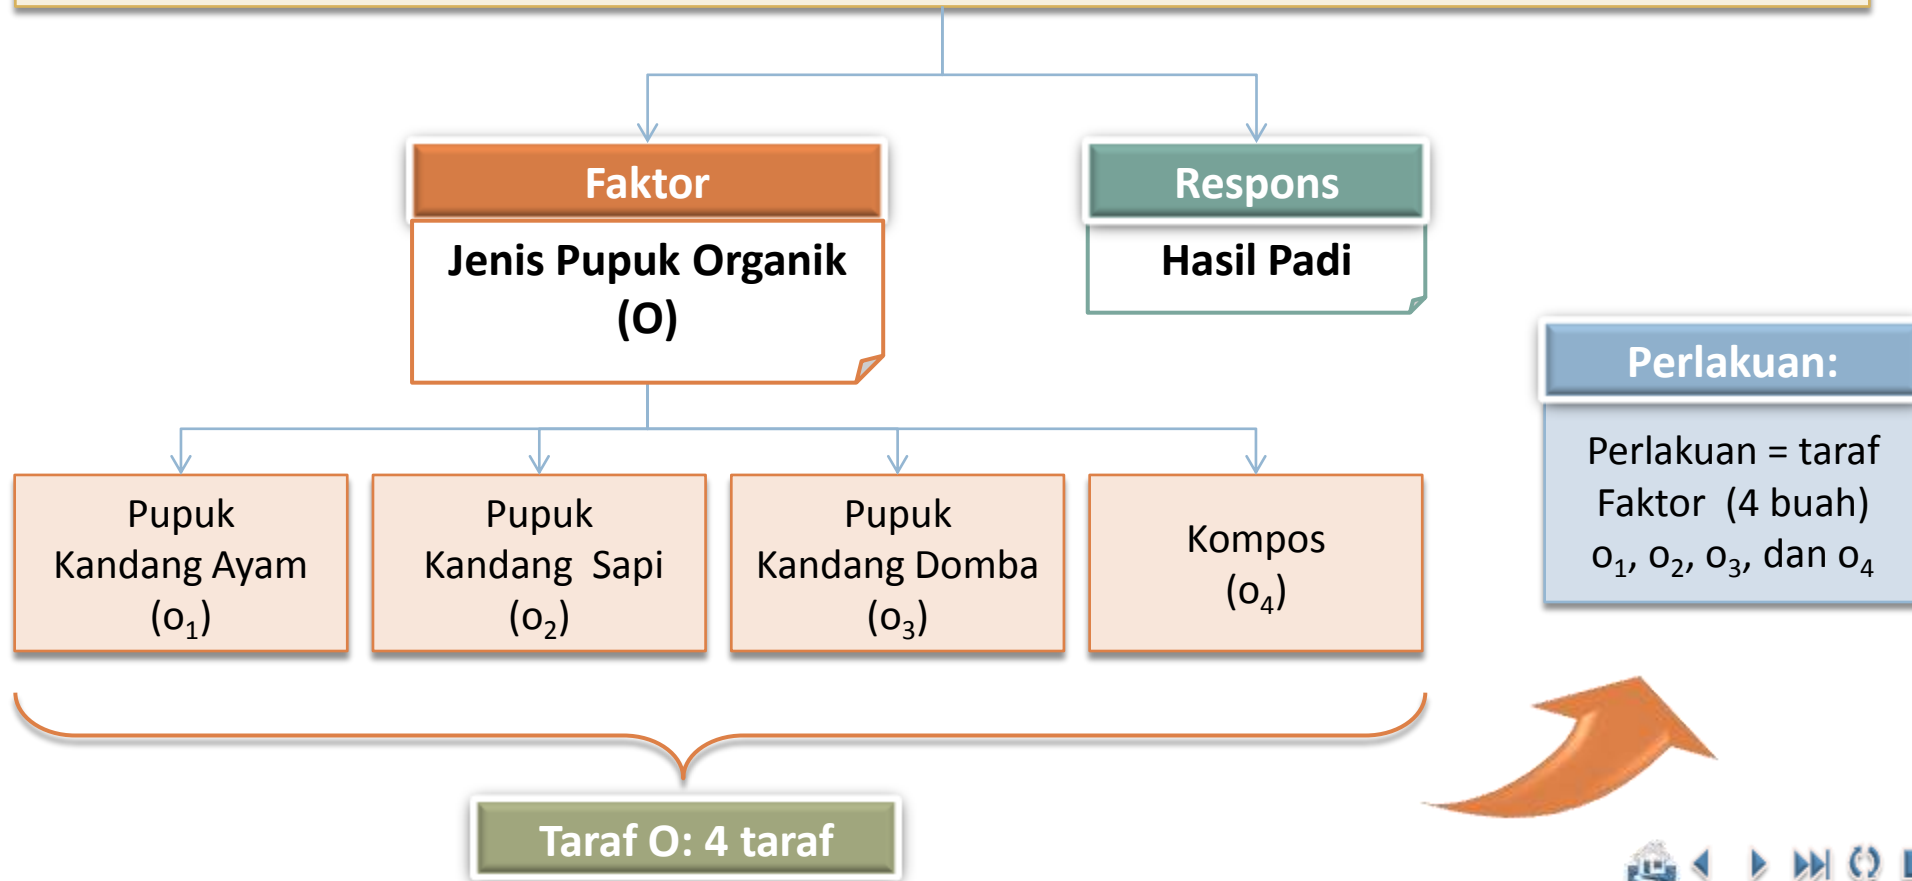 Faktor
Respons
Jenis Pupuk Organik
(O)
Hasil Padi
Perlakuan:
Perlakuan = taraf
Faktor (4 buah)
o₁, o₂, o₃, dan o₄
Pupuk
Kandang Ayam
(o₁)
Pupuk
Kandang Sapi
(o₂)
Pupuk
Kandang Domba
(o₃)
Kompos
(o₄)
Taraf O: 4 taraf